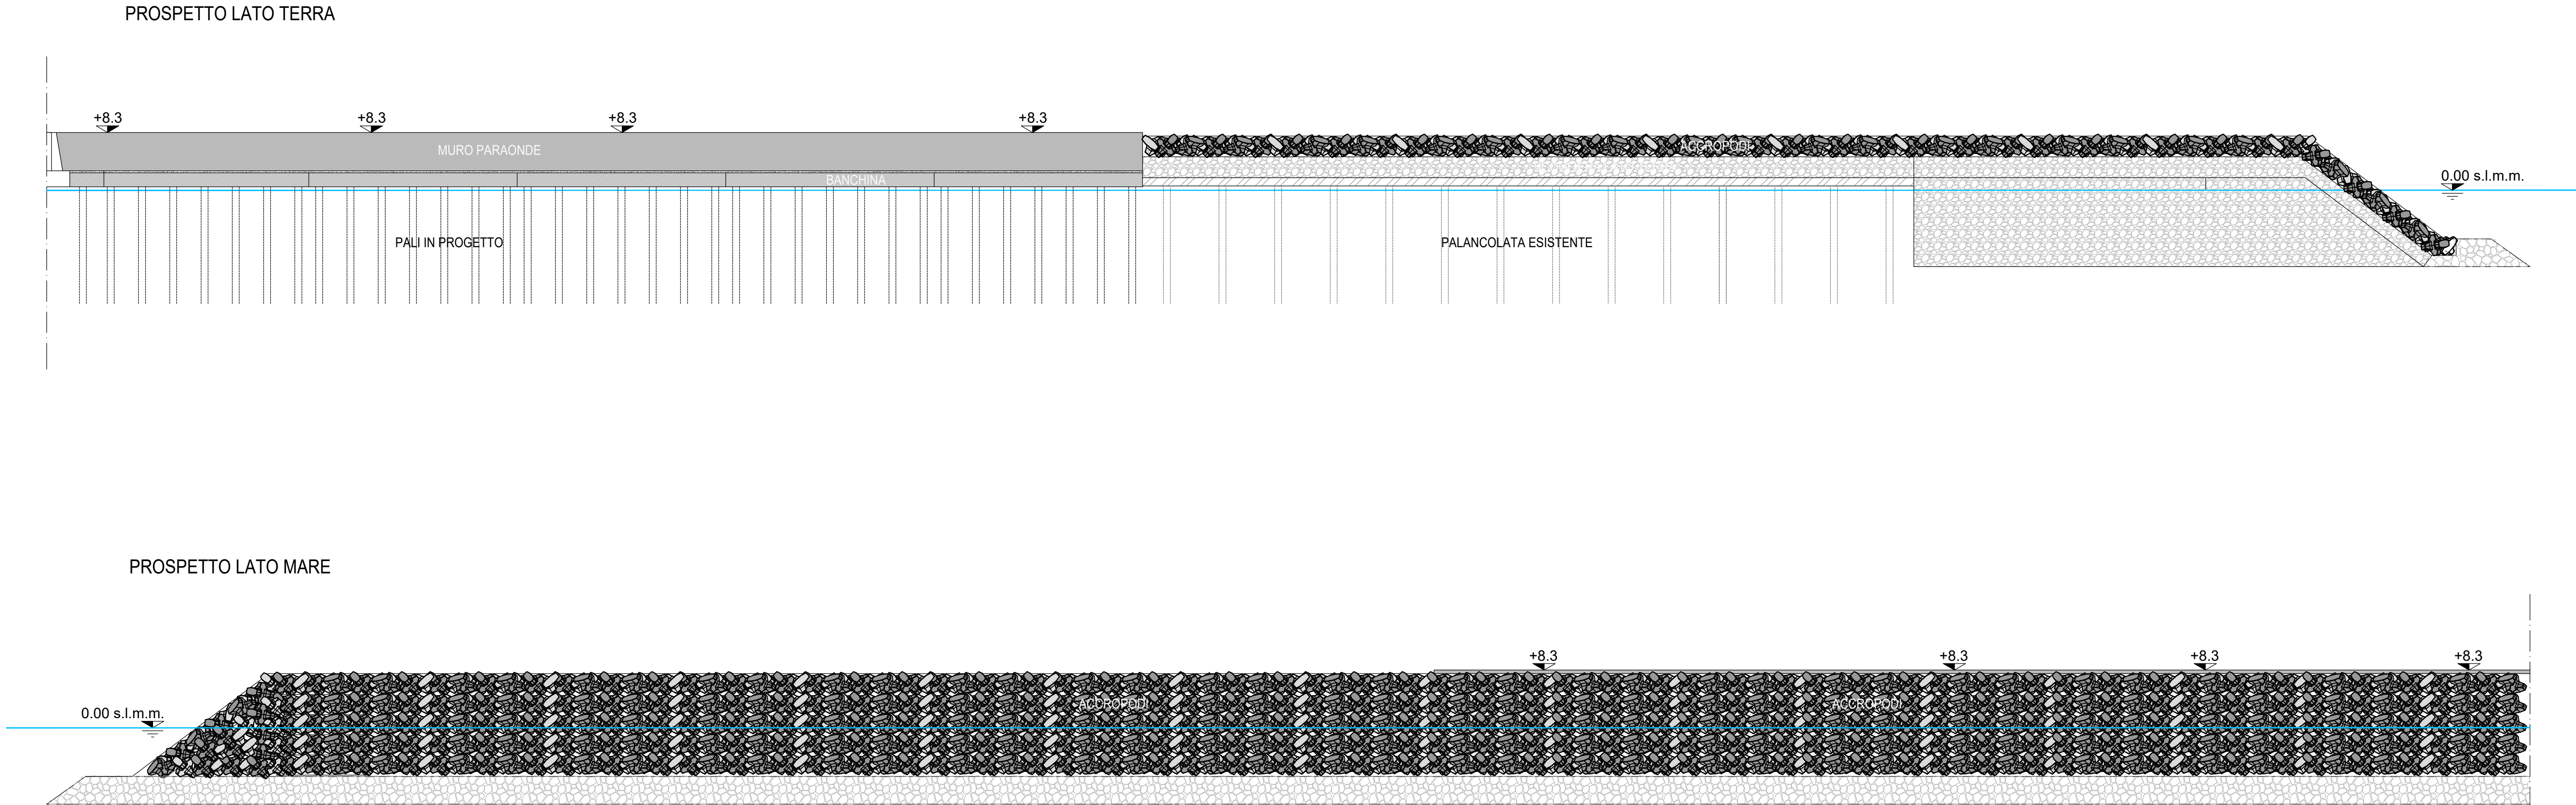 PROSPETTO LATO TERRA
+8.3
+8.3
+8.3
+8.3
MURO PARAONDE
ACCROPODI
BANCHINA
0.00 s.l.m.m.
PALI IN PROGETTO
PALANCOLATA ESISTENTE
PROSPETTO LATO MARE
+8.3
+8.3
+8.3
+8.3
ACCROPODI
ACCROPODI
0.00 s.l.m.m.